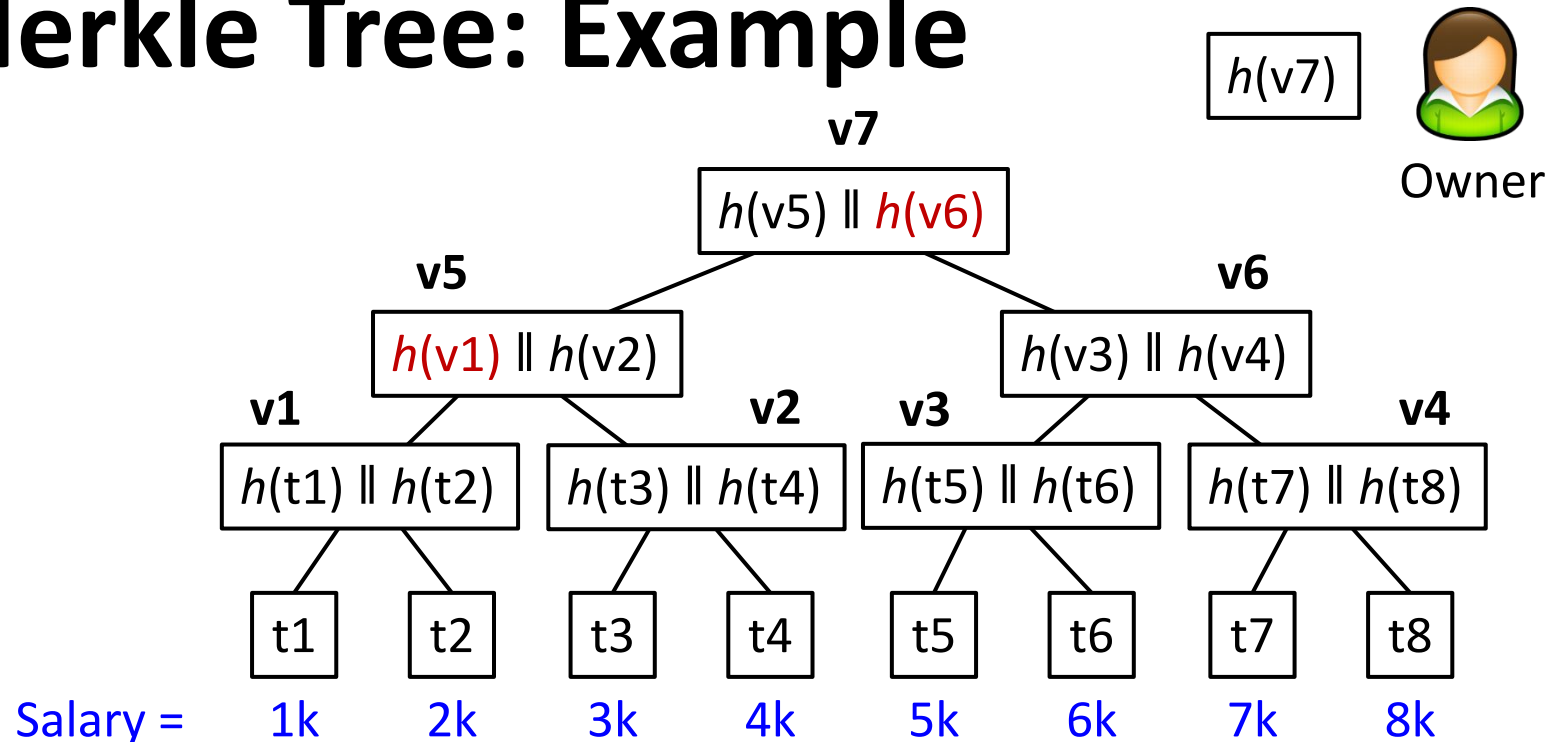 erkle Tree: Example
h(v7)
Owner
v7
h(v5) ǁ h(v6)
v5 v6
h(v1) ǁ h(v2) h(v3) ǁ h(v4)
v1 v2 v3 v4
h(t1) ǁ h(t2) h(t3) ǁ h(t4) h(t5) ǁ h(t6) h(t7) ǁ h(t8)
t1 t2 t3 t4 t5 t6 t7 t8
Salary = 1k 2k 3k 4k 5k 6k 7k 8k